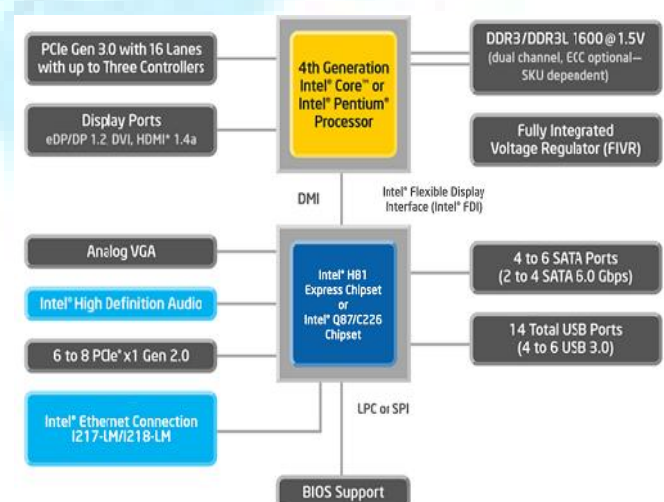 PCIe Gen 3.0 with 16 Lanes
with up to Three Controllers
Display Ports
eDP/DP 1.2, DVI, HDMI* 1.4a
4th Generation
Intel® Core™ or
Intel® Pentium®
Processor
DDR3/DDR3L 1600 @ 1.5V
(dual channel, ECC optional—
SKU dependent)
Fully Integrated
Voltage Regulator (FIVR)
DMI
Intel® Flexible Display
Interface (Intel® FDI)
Analog VGA
Intel® High Definition Audio
6 to 8 PCIe® x1 Gen 2.0
Intel® Ethernet Connection
I217-LM/I218-LM
Intel® H81
Express Chipset
or
Intel® Q87/C226
Chipset
4 to 6 SATA Ports
(2 to 4 SATA 6.0 Gbps)
14 Total USB Ports
(4 to 6 USB 3.0)
LPC or SPI
BIOS Support